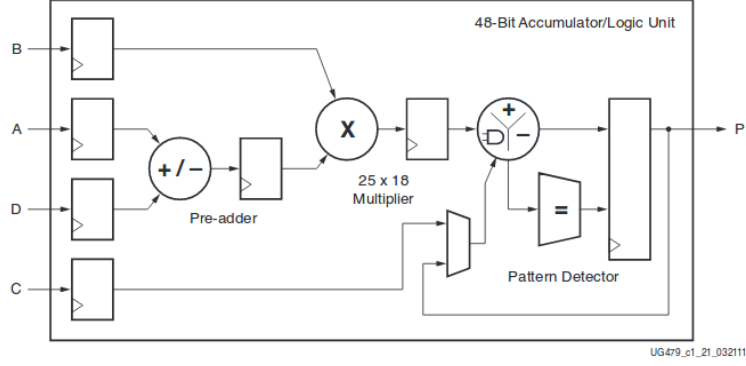 48-Bit Accumulator/Logic Unit
B
A
D
C
+ / –
Pre-adder
X
25 x 18
Multiplier
+
–
=
Pattern Detector
P
UG479_c1_21_032111